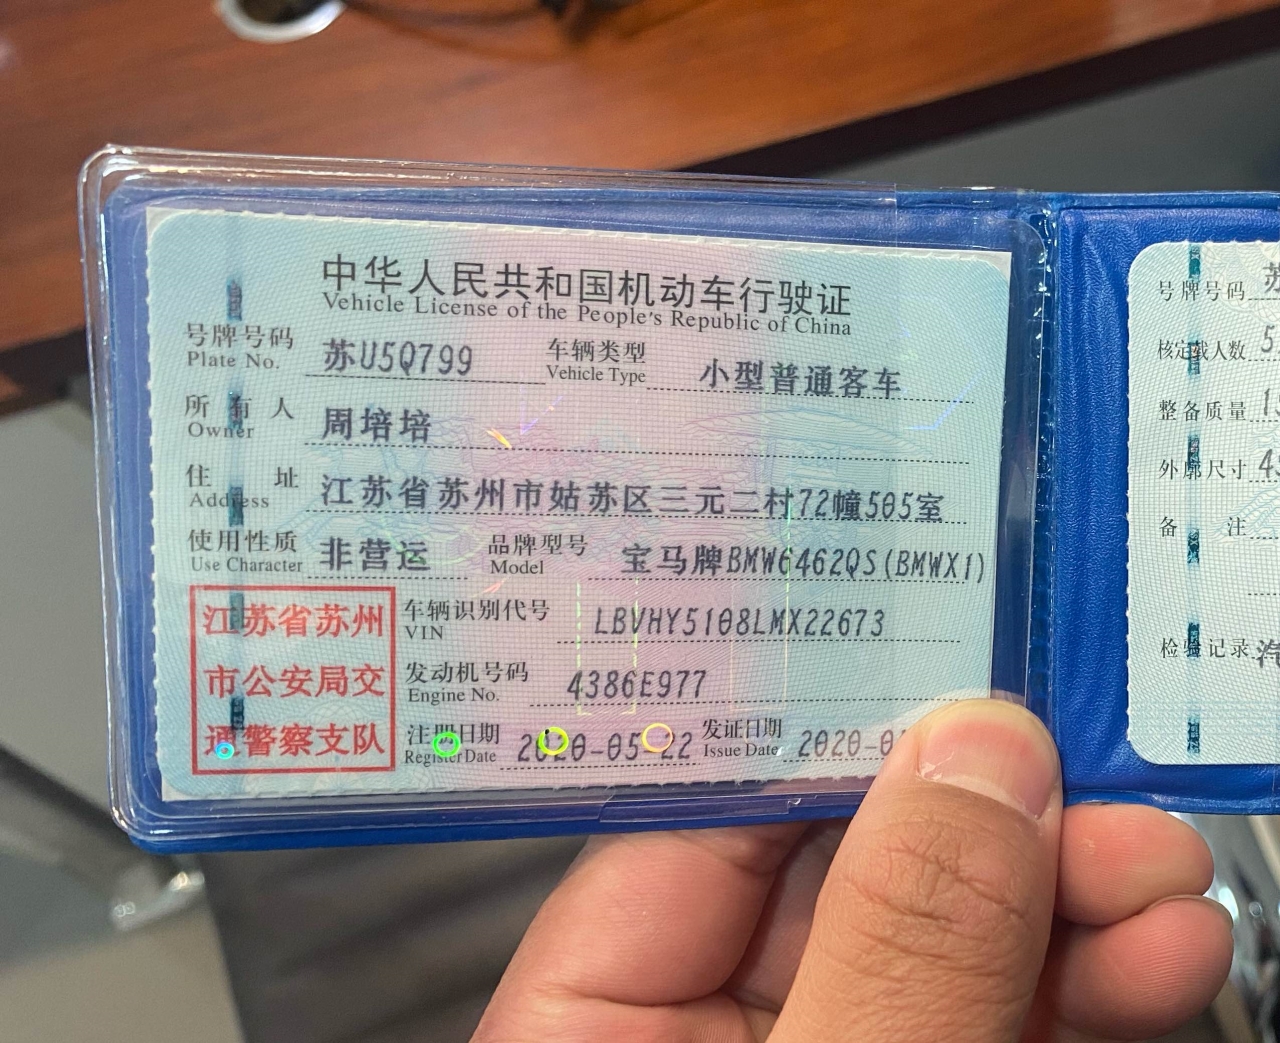 中华人民共和国机动车行驶证
Vehicle License of the People's Republic of China
号牌号码 苏U5Q799 车辆类型 小型普通客车
Plate No. Vehicle Type
所有人 周培培
Owner
住址 江苏省苏州市姑苏区三元二村72幢505室
Address
使用性质 非营运 品牌型号 宝马牌BMW6462QS(BMWX1)
Use Character Model
江苏省苏州
市公安局交
通警察支队
车辆识别代号 LBVHY5108LMX22673
VIN
发动机号码 4386E977
Engine No.
注册日期 2020-05-22 发证日期 2020-0
Register Date Issue Date
号牌号码 苏
核定载人数 5
整备质量 1
外廓尺寸 4
备注
检验记录 汽